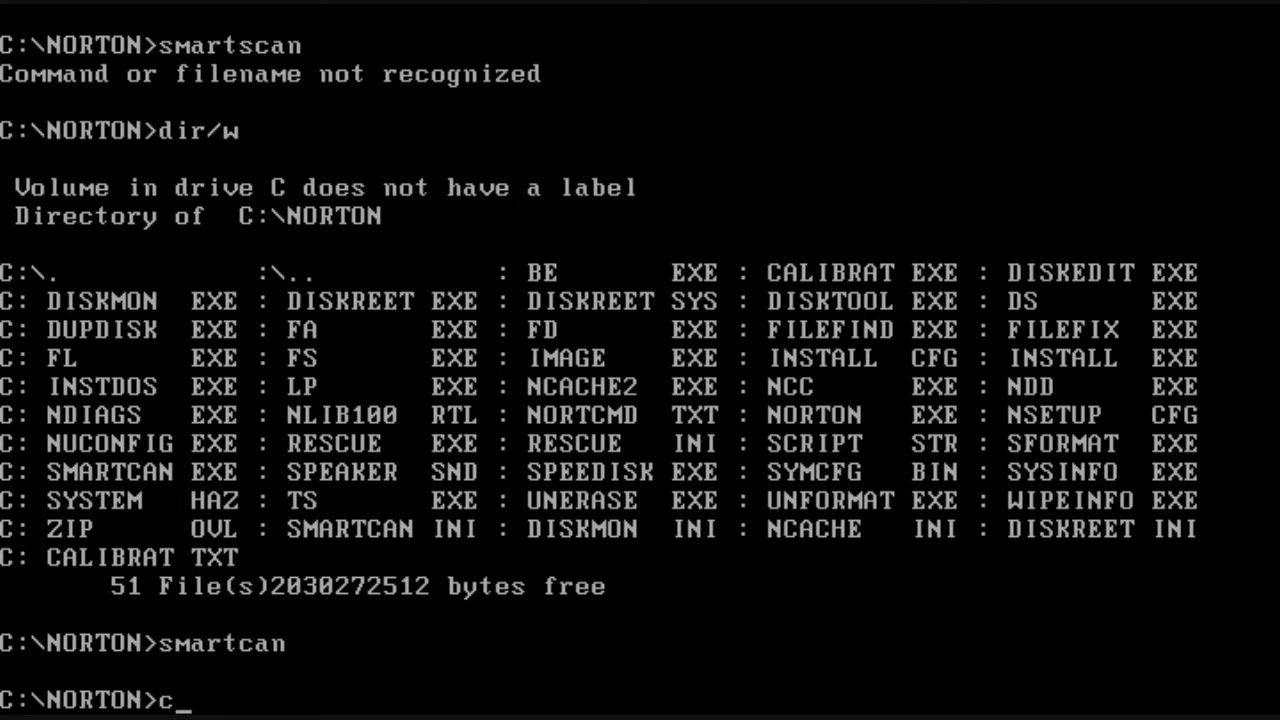 C:\NORTON>smartscan
Command or filename not recognized
C:\NORTON>dir/w
Volume in drive C does not have a label
Directory of  C:\NORTON
C:\.             :\..            : BE       EXE : CALIBRAT EXE : DISKEDIT EXE
C: DISKMON  EXE : DISKREET EXE : DISKREET SYS : DISKTOOL EXE : DS       EXE
C: DUPDISK  EXE : FA       EXE : FD       EXE : FILEFIND EXE : FILEFIX  EXE
C: FL       EXE : FS       EXE : IMAGE    EXE : INSTALL  CFG : INSTALL  EXE
C: INSTDOS  EXE : LP       EXE : NCACHE2  EXE : NCC      EXE : NDD      EXE
C: NDIAGS   EXE : NLIB100  RTL : NORTCMD  TXT : NORTON   EXE : NSETUP   CFG
C: NUCONFIG EXE : RESCUE   EXE : RESCUE   INI : SCRIPT   STR : SFORMAT  EXE
C: SMARTCAN EXE : SPEAKER  SND : SPEEDISK EXE : SYMCFG   BIN : SYSINFO  EXE
C: SYSTEM   HAZ : TS       EXE : UNERASE  EXE : UNFORMAT EXE : WIPEINFO EXE
C: ZIP      OVL : SMARTCAN INI : DISKMON  INI : NCACHE   INI : DISKREET INI
C: CALIBRAT TXT
51 File(s)2030272512 bytes free
C:\NORTON>smartcan
C:\NORTON>c_